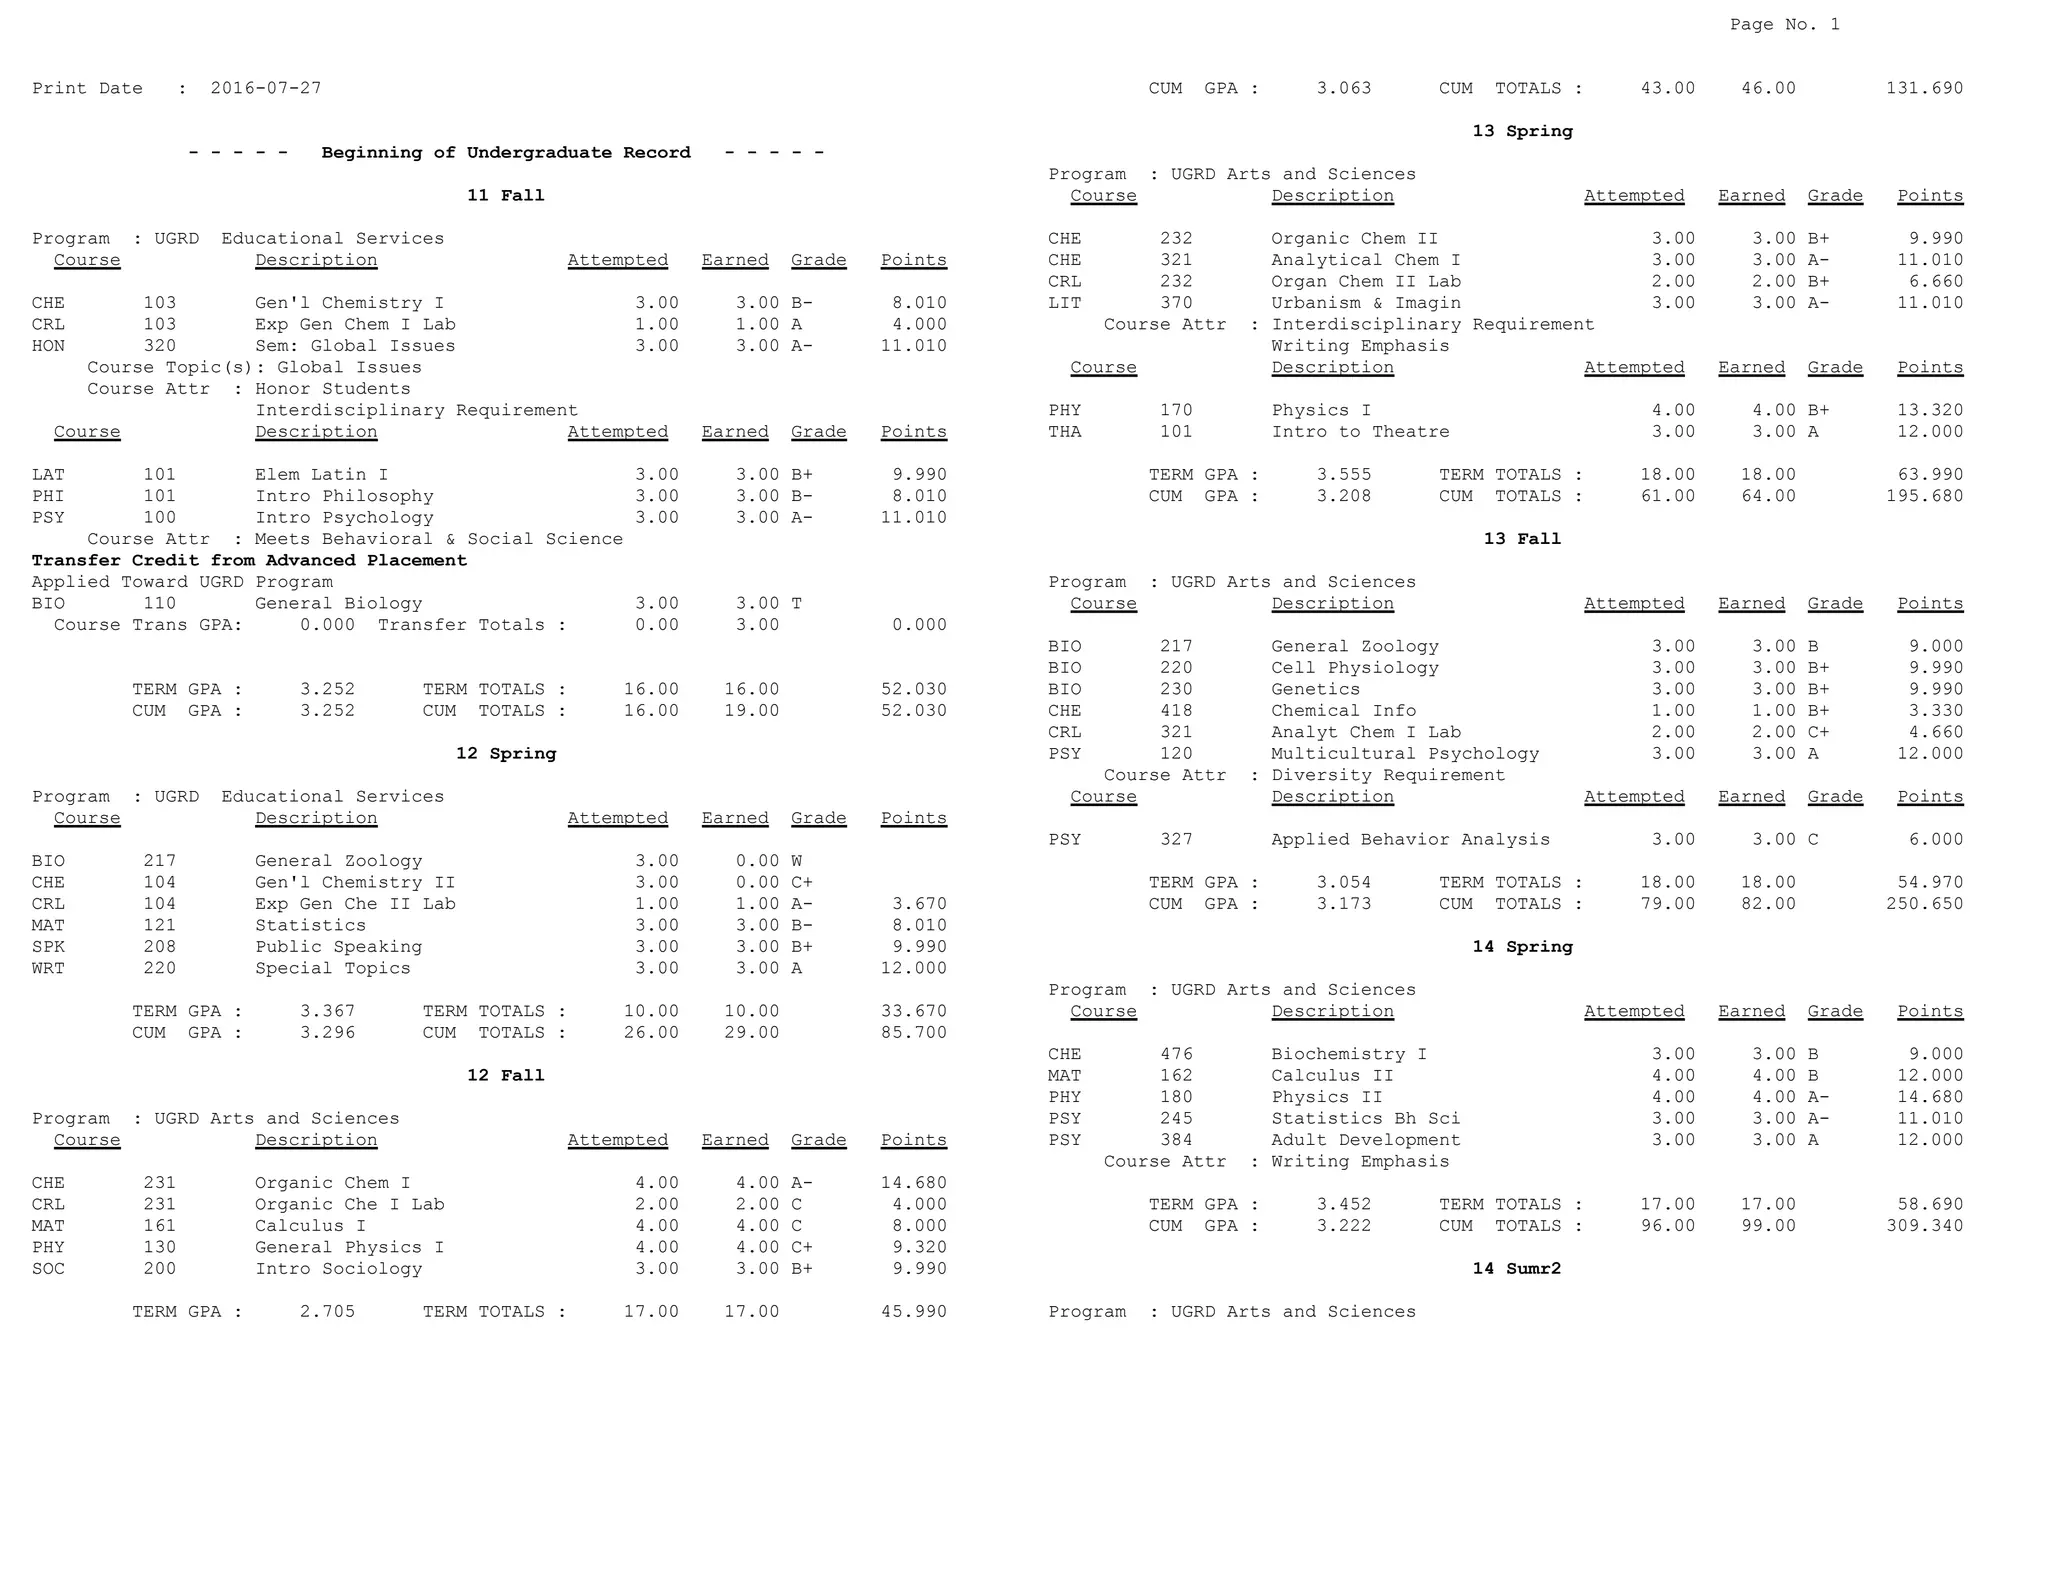 Page No. 1
Print Date : 2016-07-27
- - - - - Beginning of Undergraduate Record - - - - -
11 Fall
Program : UGRD Educational Services
Course Description Attempted Earned Grade Points
CHE 103 Gen'l Chemistry I 3.00 3.00 B- 8.010
CRL 103 Exp Gen Chem I Lab 1.00 1.00 A 4.000
HON 320 Sem: Global Issues 3.00 3.00 A- 11.010
Course Topic(s): Global Issues
Course Attr : Honor Students
Interdisciplinary Requirement
Course Description Attempted Earned Grade Points
LAT 101 Elem Latin I 3.00 3.00 B+ 9.990
PHI 101 Intro Philosophy 3.00 3.00 B- 8.010
PSY 100 Intro Psychology 3.00 3.00 A- 11.010
Course Attr : Meets Behavioral & Social Science
Transfer Credit from Advanced Placement
Applied Toward UGRD Program
BIO 110 General Biology 3.00 3.00 T
Course Trans GPA: 0.000 Transfer Totals : 0.00 3.00 0.000
TERM GPA : 3.252 TERM TOTALS : 16.00 16.00 52.030
CUM GPA : 3.252 CUM TOTALS : 16.00 19.00 52.030
12 Spring
Program : UGRD Educational Services
Course Description Attempted Earned Grade Points
BIO 217 General Zoology 3.00 0.00 W
CHE 104 Gen'l Chemistry II 3.00 0.00 C+
CRL 104 Exp Gen Che II Lab 1.00 1.00 A- 3.670
MAT 121 Statistics 3.00 3.00 B- 8.010
SPK 208 Public Speaking 3.00 3.00 B+ 9.990
WRT 220 Special Topics 3.00 3.00 A 12.000
TERM GPA : 3.367 TERM TOTALS : 10.00 10.00 33.670
CUM GPA : 3.296 CUM TOTALS : 26.00 29.00 85.700
12 Fall
Program : UGRD Arts and Sciences
Course Description Attempted Earned Grade Points
CHE 231 Organic Chem I 4.00 4.00 A- 14.680
CRL 231 Organic Che I Lab 2.00 2.00 C 4.000
MAT 161 Calculus I 4.00 4.00 C 8.000
PHY 130 General Physics I 4.00 4.00 C+ 9.320
SOC 200 Intro Sociology 3.00 3.00 B+ 9.990
TERM GPA : 2.705 TERM TOTALS : 17.00 17.00 45.990
CUM GPA : 3.063 CUM TOTALS : 43.00 46.00 131.690
13 Spring
Program : UGRD Arts and Sciences
Course Description Attempted Earned Grade Points
CHE 232 Organic Chem II 3.00 3.00 B+ 9.990
CHE 321 Analytical Chem I 3.00 3.00 A- 11.010
CRL 232 Organ Chem II Lab 2.00 2.00 B+ 6.660
LIT 370 Urbanism & Imagin 3.00 3.00 A- 11.010
Course Attr : Interdisciplinary Requirement
Writing Emphasis
Course Description Attempted Earned Grade Points
PHY 170 Physics I 4.00 4.00 B+ 13.320
THA 101 Intro to Theatre 3.00 3.00 A 12.000
TERM GPA : 3.555 TERM TOTALS : 18.00 18.00 63.990
CUM GPA : 3.208 CUM TOTALS : 61.00 64.00 195.680
13 Fall
Program : UGRD Arts and Sciences
Course Description Attempted Earned Grade Points
BIO 217 General Zoology 3.00 3.00 B 9.000
BIO 220 Cell Physiology 3.00 3.00 B+ 9.990
BIO 230 Genetics 3.00 3.00 B+ 9.990
CHE 418 Chemical Info 1.00 1.00 B+ 3.330
CRL 321 Analyt Chem I Lab 2.00 2.00 C+ 4.660
PSY 120 Multicultural Psychology 3.00 3.00 A 12.000
Course Attr : Diversity Requirement
Course Description Attempted Earned Grade Points
PSY 327 Applied Behavior Analysis 3.00 3.00 C 6.000
TERM GPA : 3.054 TERM TOTALS : 18.00 18.00 54.970
CUM GPA : 3.173 CUM TOTALS : 79.00 82.00 250.650
14 Spring
Program : UGRD Arts and Sciences
Course Description Attempted Earned Grade Points
CHE 476 Biochemistry I 3.00 3.00 B 9.000
MAT 162 Calculus II 4.00 4.00 B 12.000
PHY 180 Physics II 4.00 4.00 A- 14.680
PSY 245 Statistics Bh Sci 3.00 3.00 A- 11.010
PSY 384 Adult Development 3.00 3.00 A 12.000
Course Attr : Writing Emphasis
TERM GPA : 3.452 TERM TOTALS : 17.00 17.00 58.690
CUM GPA : 3.222 CUM TOTALS : 96.00 99.00 309.340
14 Sumr2
Program : UGRD Arts and Sciences